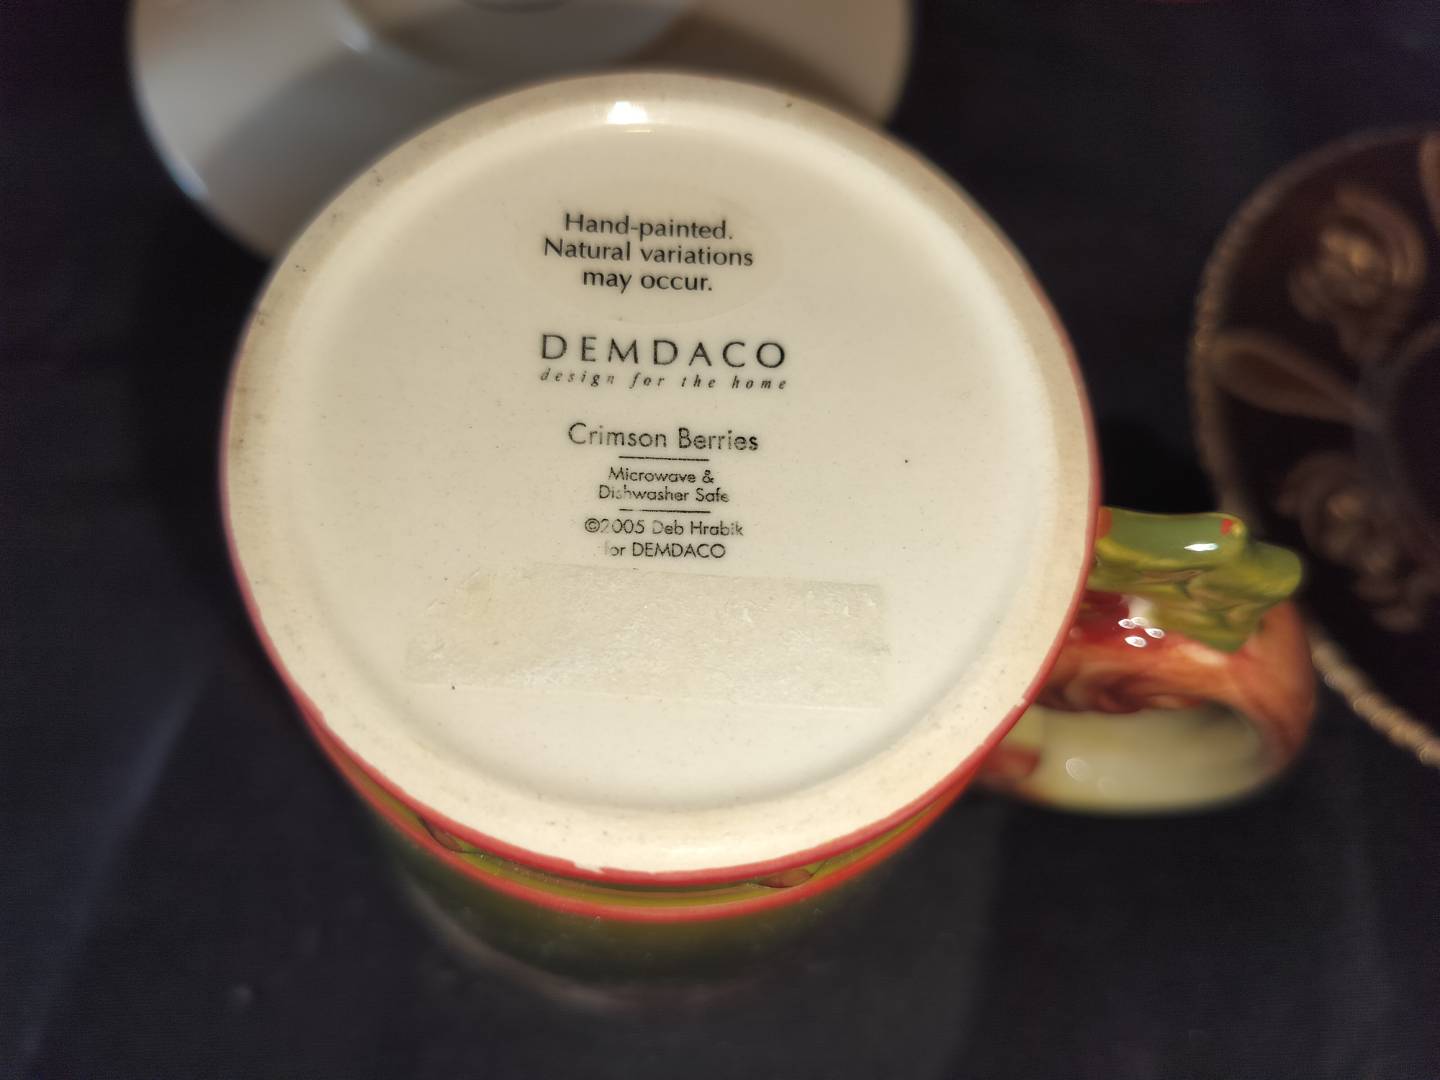 Hand-painted.
Natural variations
may occur.
DEMDACO
design for the home
Crimson Berries
Microwave &
Dishwasher Safe
©2005 Deb Hrabik
for DEMDACO